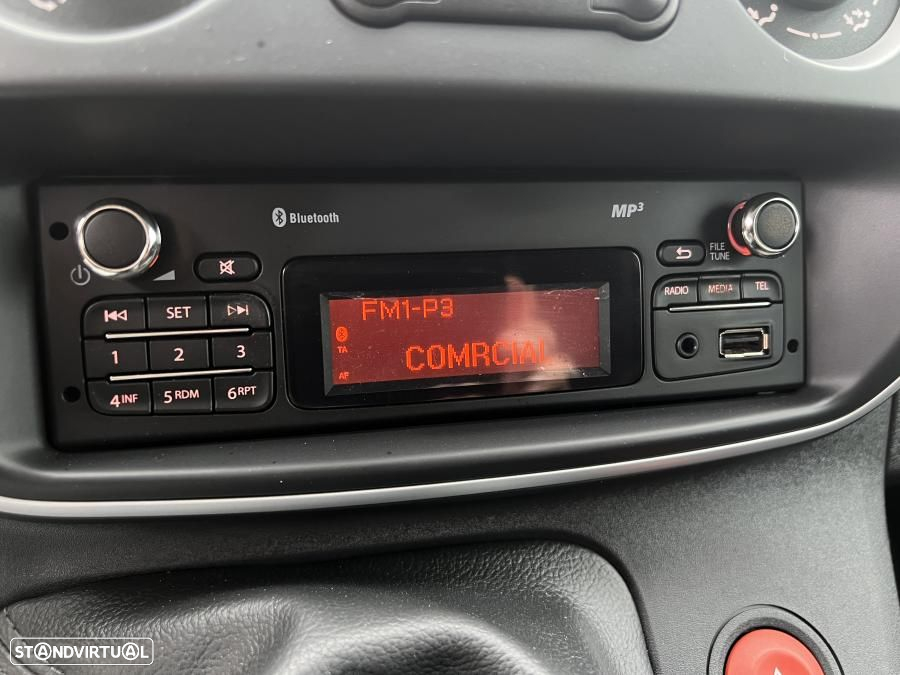 Bluetooth
MP3
FILE
TUNE
SET
RADIO
MEDIA
TEL
1
2
3
4 INF
5 RDM
6 RPT
FM1-P3
TA
AF
COMRCIAL
STANDVIRTUAL